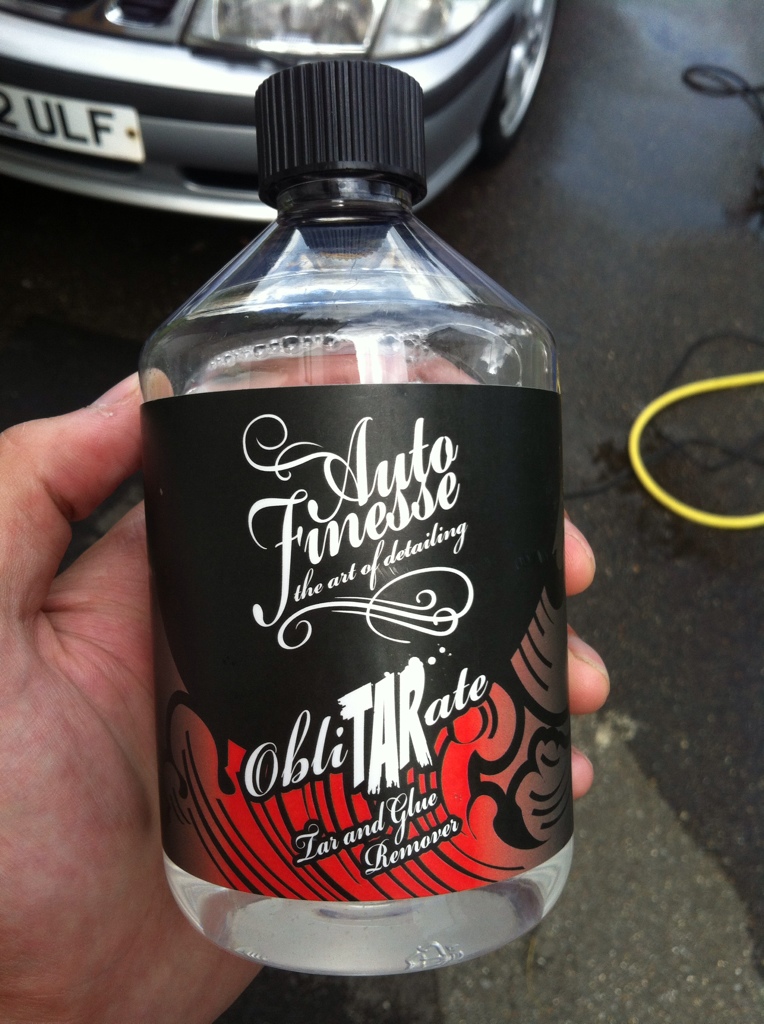 2 ULF
Auto
Finesse
the art of detailing
ObliTARate
Tar and Glue
Remover